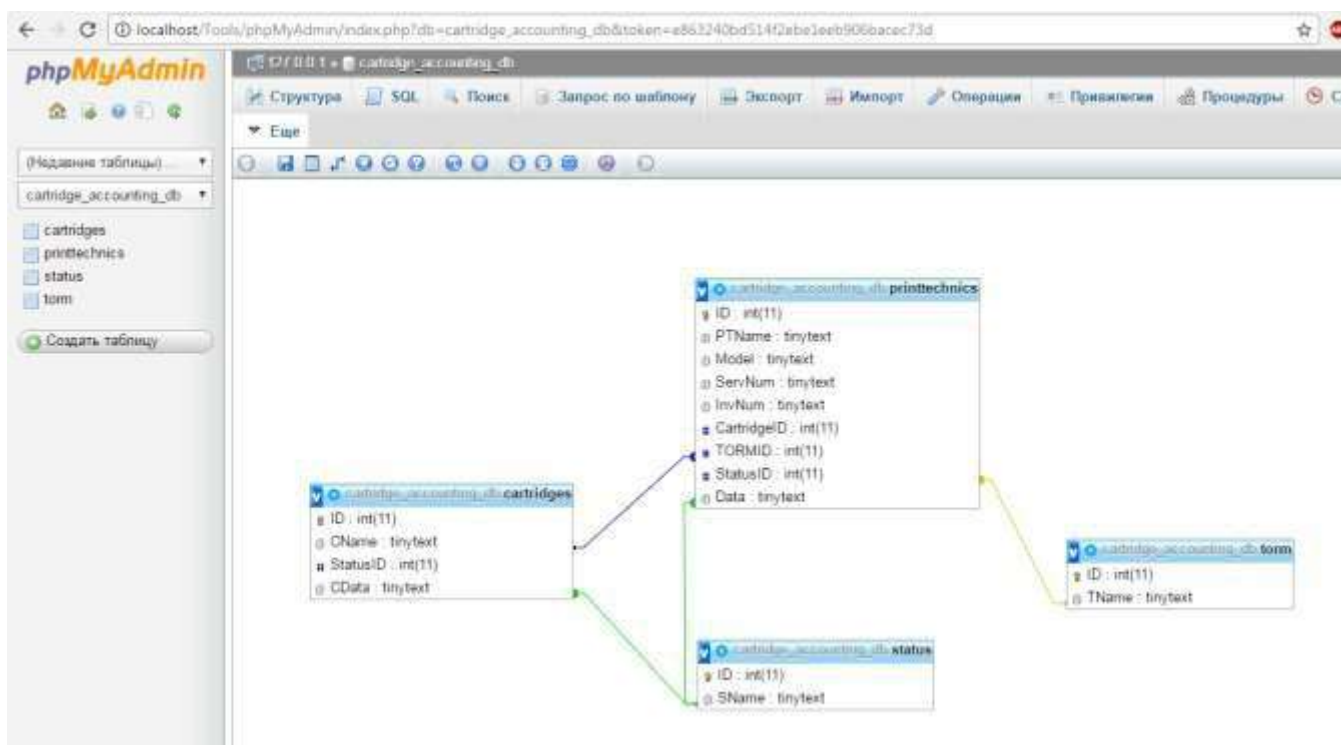 localhost/Tools/phpMyAdmin/index.php?db=cartridge_accounting_db&token=e863240bd514f2ebe1eeb906bacec73d
phpMyAdmin
127.0.0.1 » cartridge_accounting_db
Структура SQL Поиск Запрос по шаблону Экспорт Импорт Операции Привилегии Процедуры С
Еще
(Недавние таблицы) ...
cartridge_accounting_db
cartridges
printtechnics
status
torm
Создать таблицу
cartridge_accounting_db printtechnics
ID : int(11)
PTName : tinytext
Model : tinytext
ServNum : tinytext
InvNum : tinytext
CartridgeID : int(11)
TORMID : int(11)
StatusID : int(11)
Data : tinytext
cartridge_accounting_db cartridges
ID : int(11)
CName : tinytext
StatusID : int(11)
CData : tinytext
cartridge_accounting_db torm
ID : int(11)
TName : tinytext
cartridge_accounting_db status
ID : int(11)
SName : tinytext